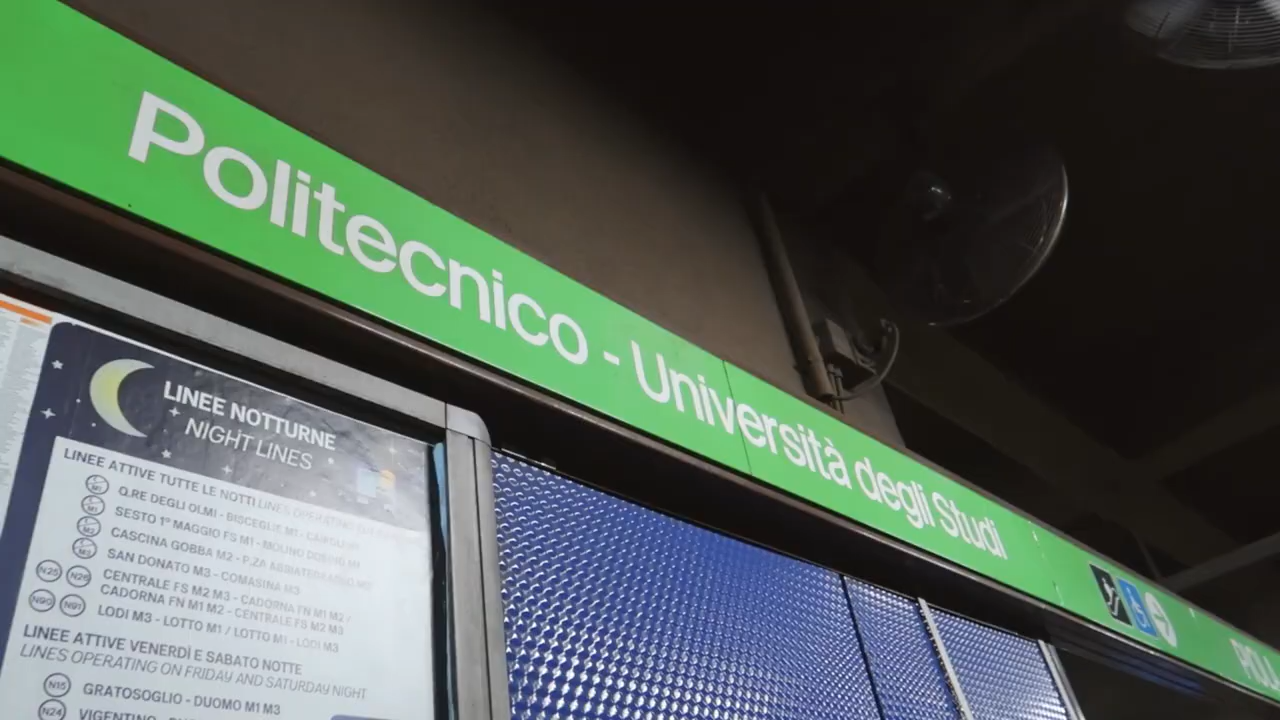 Politecnico - Università degli Studi
LINEE NOTTURNE
NIGHT LINES
LINEE ATTIVE TUTTE LE NOTTI LINES OPERATING
Q.RE DEGLI OLMI - BISCEGLIE M1 -
SESTO 1° MAGGIO FS M1 - MOLINO DORINO M1
CASCINA GOBBA M2 - P.ZA ABBIATEGRASSO M2
SAN DONATO M3 - COMASINA M3
N25 N26 CENTRALE FS M2 M3 - CADORNA FN M1 M2 /
CADORNA FN M1 M2 - CENTRALE FS M2 M3
N90 N91 LODI M3 - LOTTO M1 / LOTTO M1 - LODI M3
LINEE ATTIVE VENERDÌ E SABATO NOTTE
LINES OPERATING ON FRIDAY AND SATURDAY NIGHT
N15 GRATOSOGLIO - DUOMO M1 M3
N24 VIGENTINO -